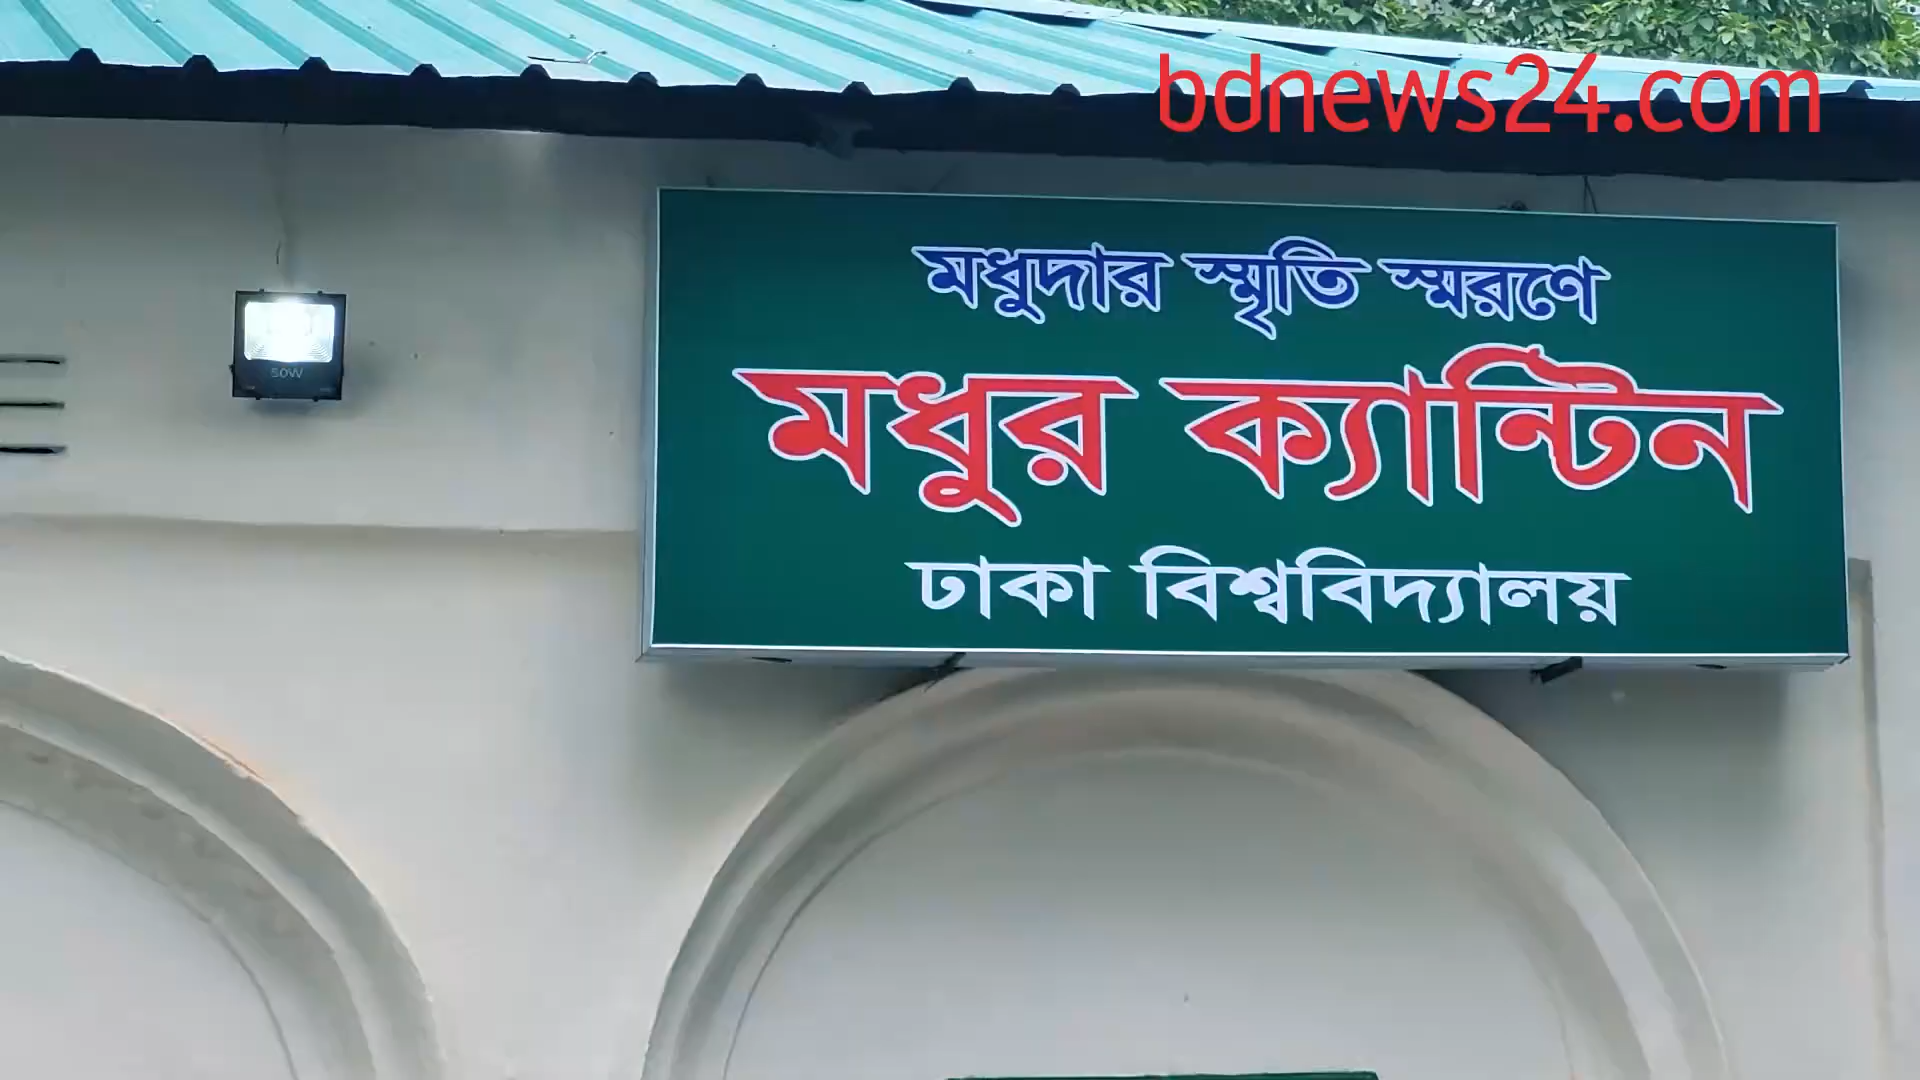 bdnews24.com
মধুদার স্মৃতি স্মরণে
মধুর ক্যান্টিন
ঢাকা বিশ্ববিদ্যালয়
50W